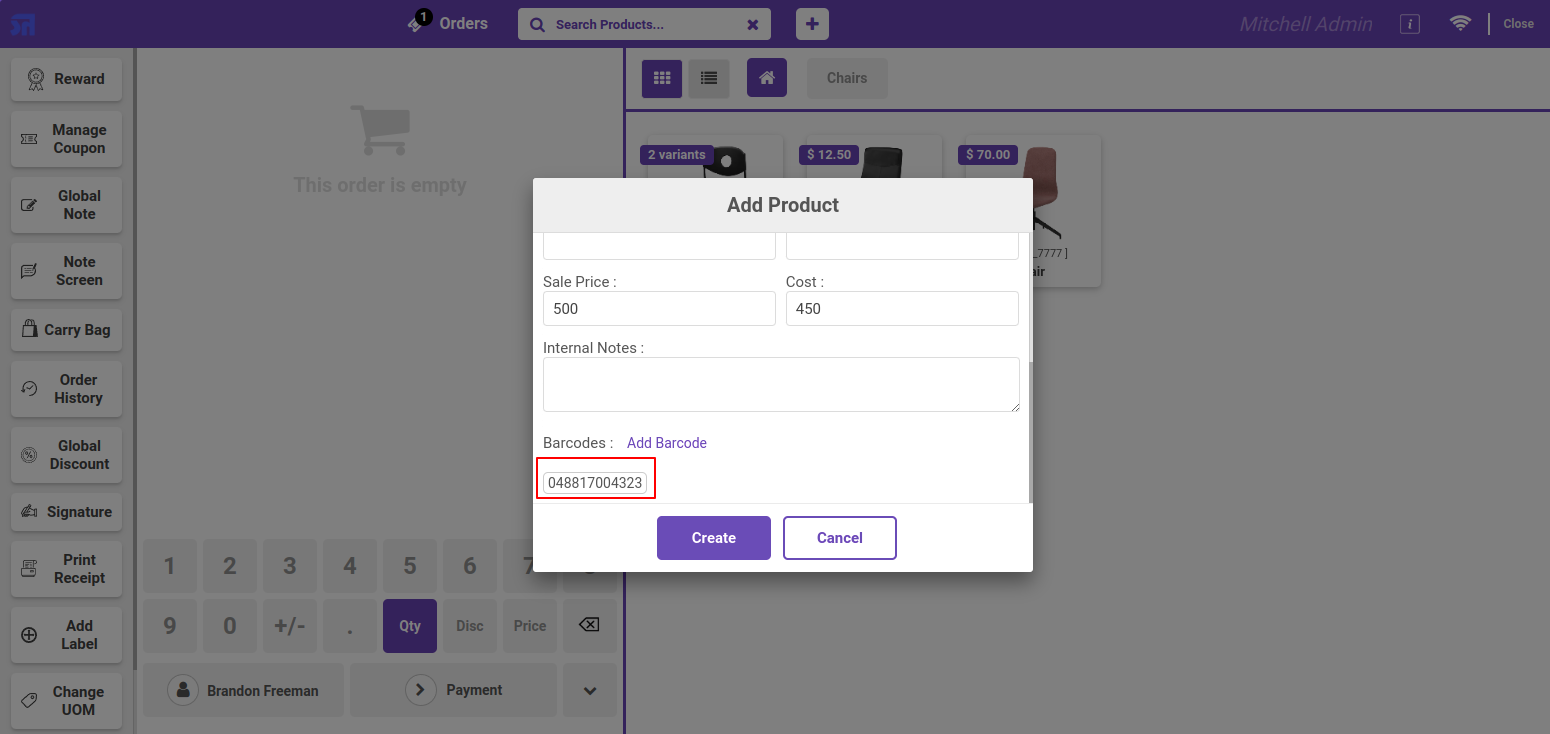 1
Orders
Search Products...
Mitchell Admin
Close
Reward
Manage
Coupon
Global
Note
Note
Screen
Carry Bag
Order
History
Global
Discount
Signature
Print
Receipt
Add
Label
Change
UOM
This order is empty
1 2 3 4 5 6 7
9 0 +/- . Qty Disc Price
Brandon Freeman
Payment
Chairs
2 variants
$ 12.50
$ 70.00
_7777 ]
Add Product
Sale Price :
Cost :
500
450
Internal Notes :
Barcodes : Add Barcode
048817004323
Create
Cancel